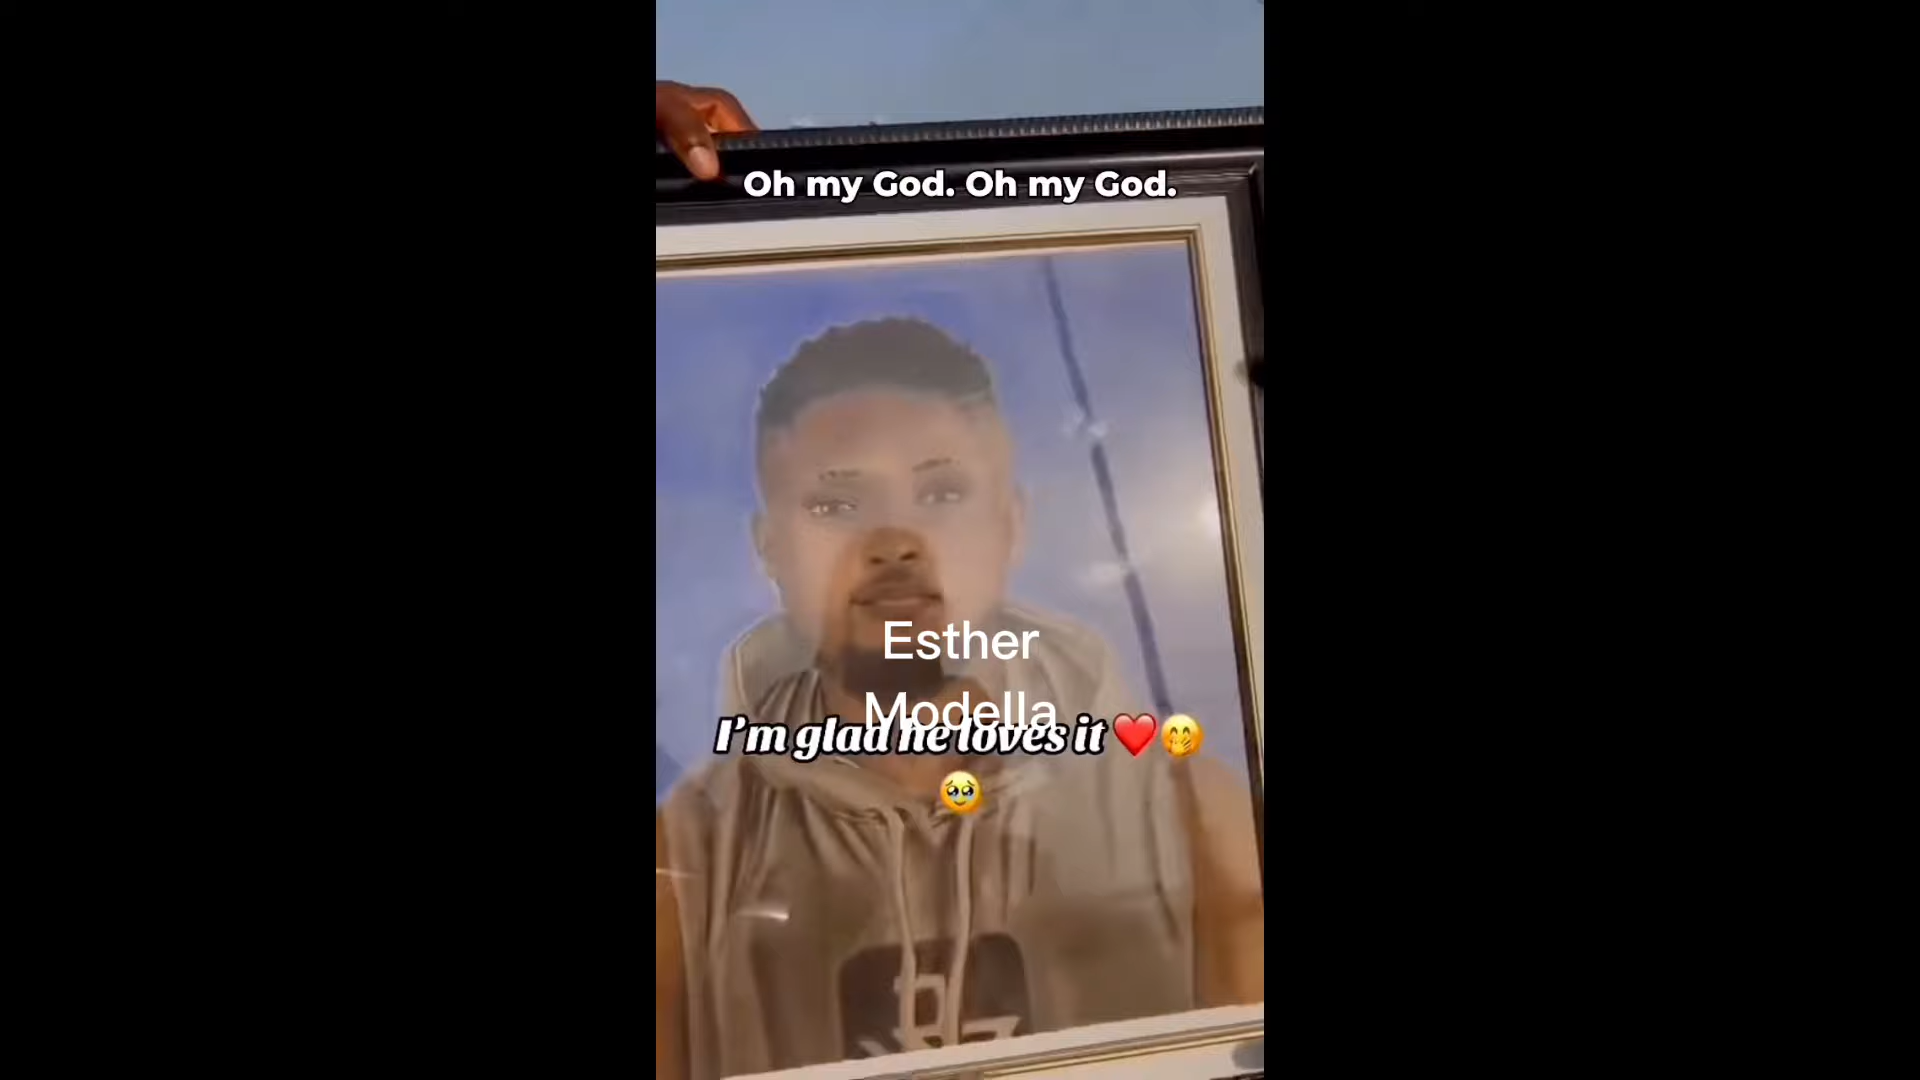 Oh my God. Oh my God.
Esther
Modella
I'm glad he loves it ❤️🤭
🥹